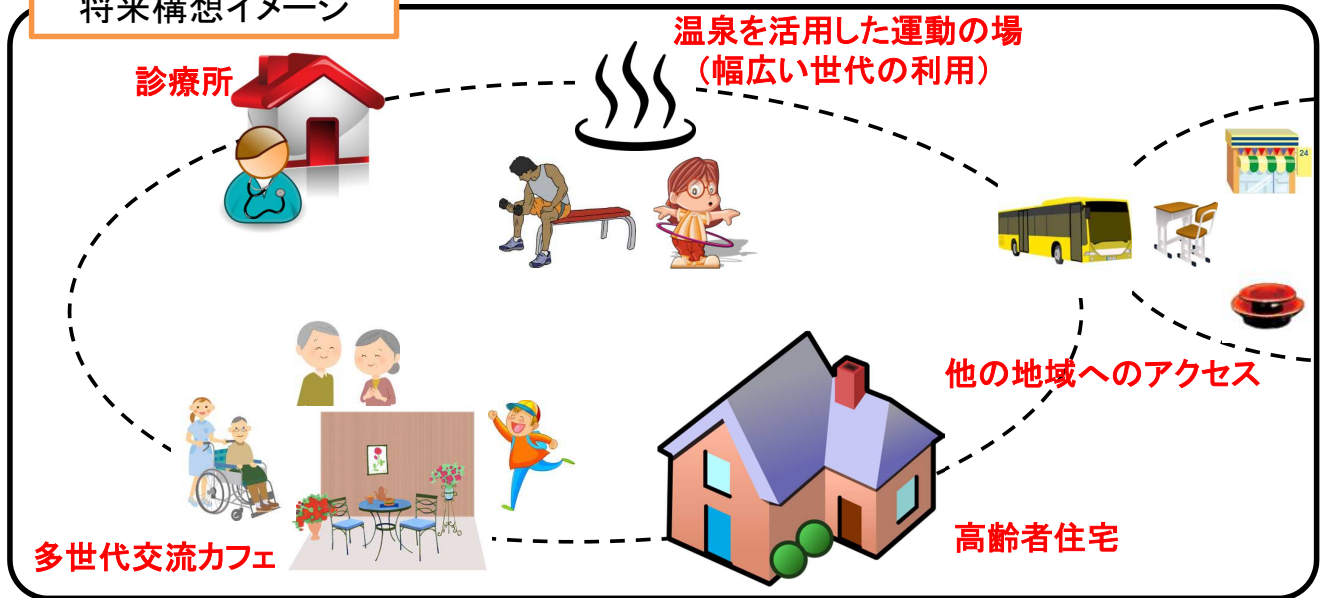 将来構想イメージ
温泉を活用した運動の場
（幅広い世代の利用）
診療所
24
他の地域へのアクセス
高齢者住宅
多世代交流カフェ